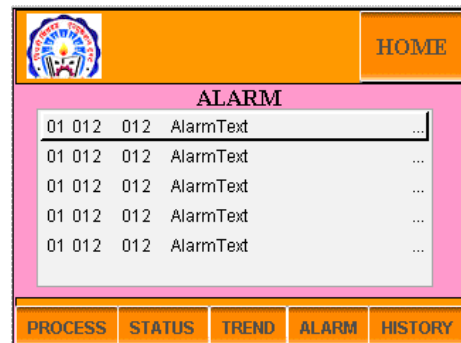 HOME
ALARM
01 012 012 AlarmText ...
01 012 012 AlarmText ...
01 012 012 AlarmText ...
01 012 012 AlarmText ...
01 012 012 AlarmText ...
PROCESS STATUS TREND ALARM HISTORY